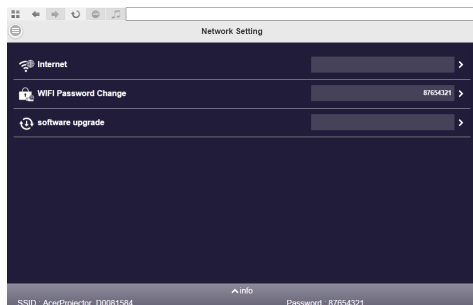 Network Setting
Internet
WIFI Password Change 87654321
software upgrade
info
SSID : AcerProjector_D0081584 Password : 87654321